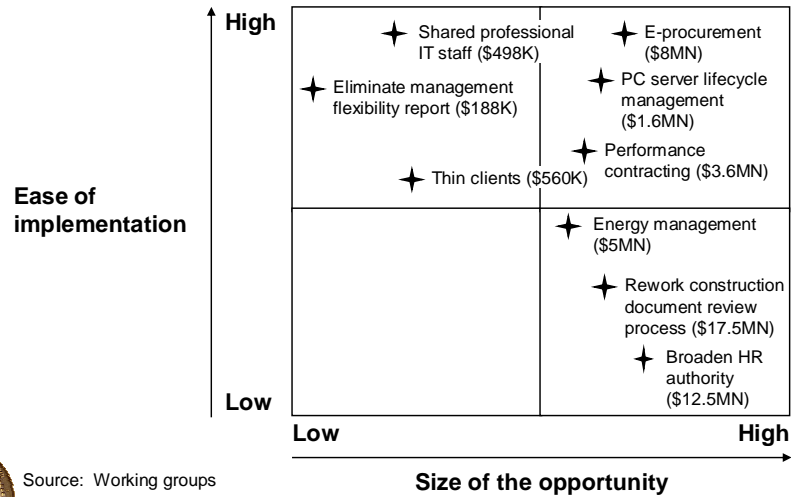 High
Shared professional
IT staff ($498K)
E-procurement
($8MN)
Eliminate management
flexibility report ($188K)
PC server lifecycle
management
($1.6MN)
Performance
contracting ($3.6MN)
Thin clients ($560K)
Ease of
implementation
Energy management
($5MN)
Rework construction
document review
process ($17.5MN)
Broaden HR
authority
($12.5MN)
Low
Low
High
Size of the opportunity
Source:  Working groups